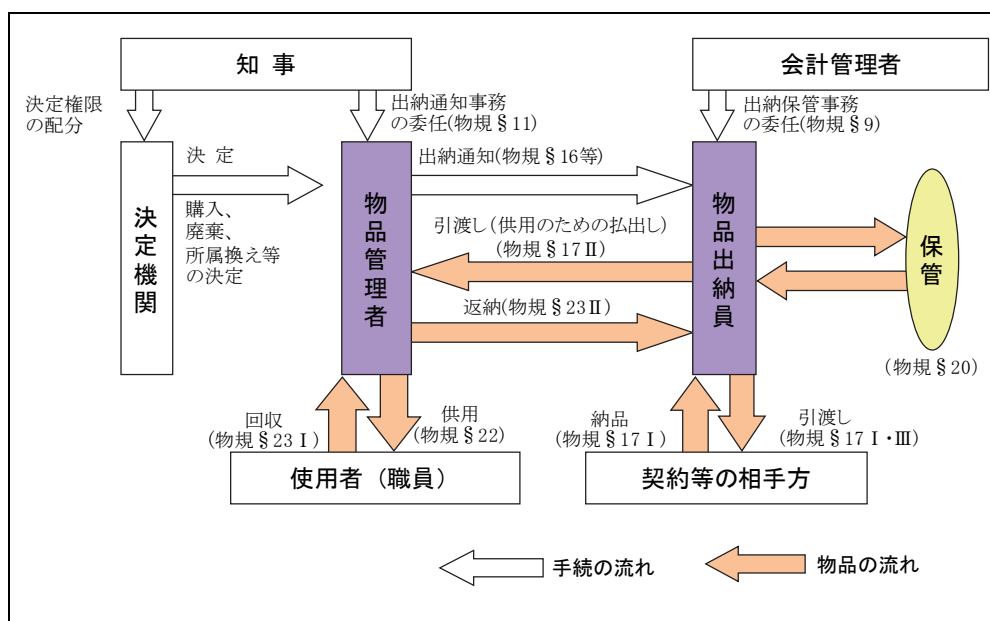 知 事
会計管理者
決定権限
の配分
出納通知事務
の委任(物規§11)
出納保管事務
の委任(物規§9)
決定機関
決 定
購入、
廃棄、
所属換え等
の決定
物品管理者
出納通知(物規§16等)
引渡し(供用のための払出し)
(物規§17Ⅱ)
返納(物規§23Ⅱ)
物品出納員
保管
(物規§20)
回収
(物規§23Ⅰ)
供用
(物規§22)
納品
(物規§17Ⅰ)
引渡し
(物規§17Ⅰ・Ⅲ)
使用者（職員）
契約等の相手方
手続の流れ
物品の流れ